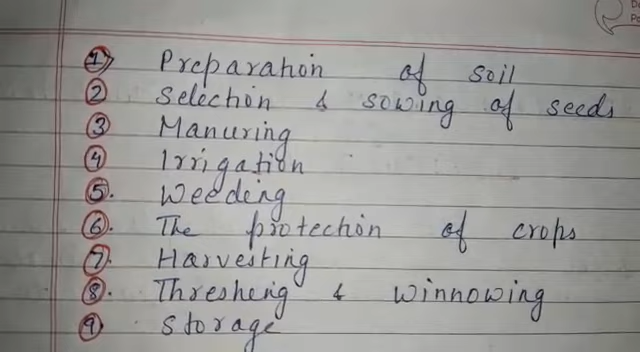 1) Preparation of soil
2 Selection & sowing of seeds
3 Manuring
4 Irrigation
5. Weeding
6. The protection of crops
7. Harvesting
8. Threshing & winnowing
9 Storage